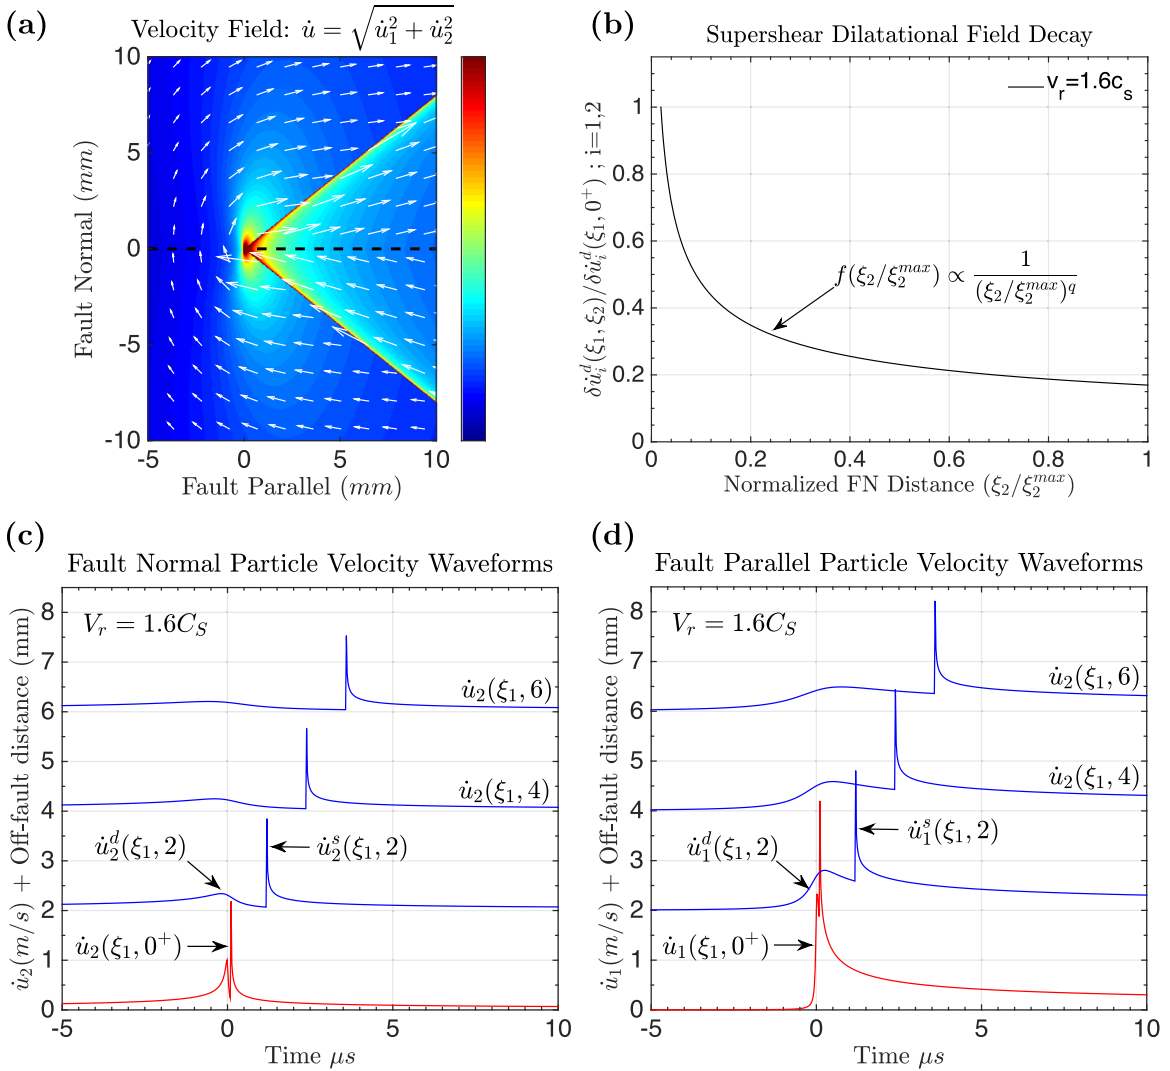 (a)
Velocity Field: u̇ = √(u̇₁² + u̇₂²)
10
5
0
-5
-10
Fault Normal (mm)
-5 0 5 10
Fault Parallel (mm)
(b)
Supershear Dilatational Field Decay
v_r=1.6c_s
1
0.8
0.6
0.4
0.2
0
δu̇ᵢᵈ(ξ₁, ξ₂)/δu̇ᵢᵈ(ξ₁, 0⁺) ; i=1,2
f(ξ₂/ξ₂ᵐᵃˣ) ∝ 1/(ξ₂/ξ₂ᵐᵃˣ)^q
0 0.2 0.4 0.6 0.8 1
Normalized FN Distance (ξ₂/ξ₂ᵐᵃˣ)
(c)
Fault Normal Particle Velocity Waveforms
V_r = 1.6C_S
8
7
6
5
4
3
2
1
0
u̇₂(m/s) + Off-fault distance (mm)
u̇₂(ξ₁, 6)
u̇₂(ξ₁, 4)
u̇₂ᵈ(ξ₁, 2)
u̇₂ˢ(ξ₁, 2)
u̇₂(ξ₁, 0⁺)
-5 0 5 10
Time μs
(d)
Fault Parallel Particle Velocity Waveforms
V_r = 1.6C_S
8
7
6
5
4
3
2
1
0
u̇₁(m/s) + Off-fault distance (mm)
u̇₂(ξ₁, 6)
u̇₂(ξ₁, 4)
u̇₁ˢ(ξ₁, 2)
u̇₁ᵈ(ξ₁, 2)
u̇₁(ξ₁, 0⁺)
-5 0 5 10
Time μs